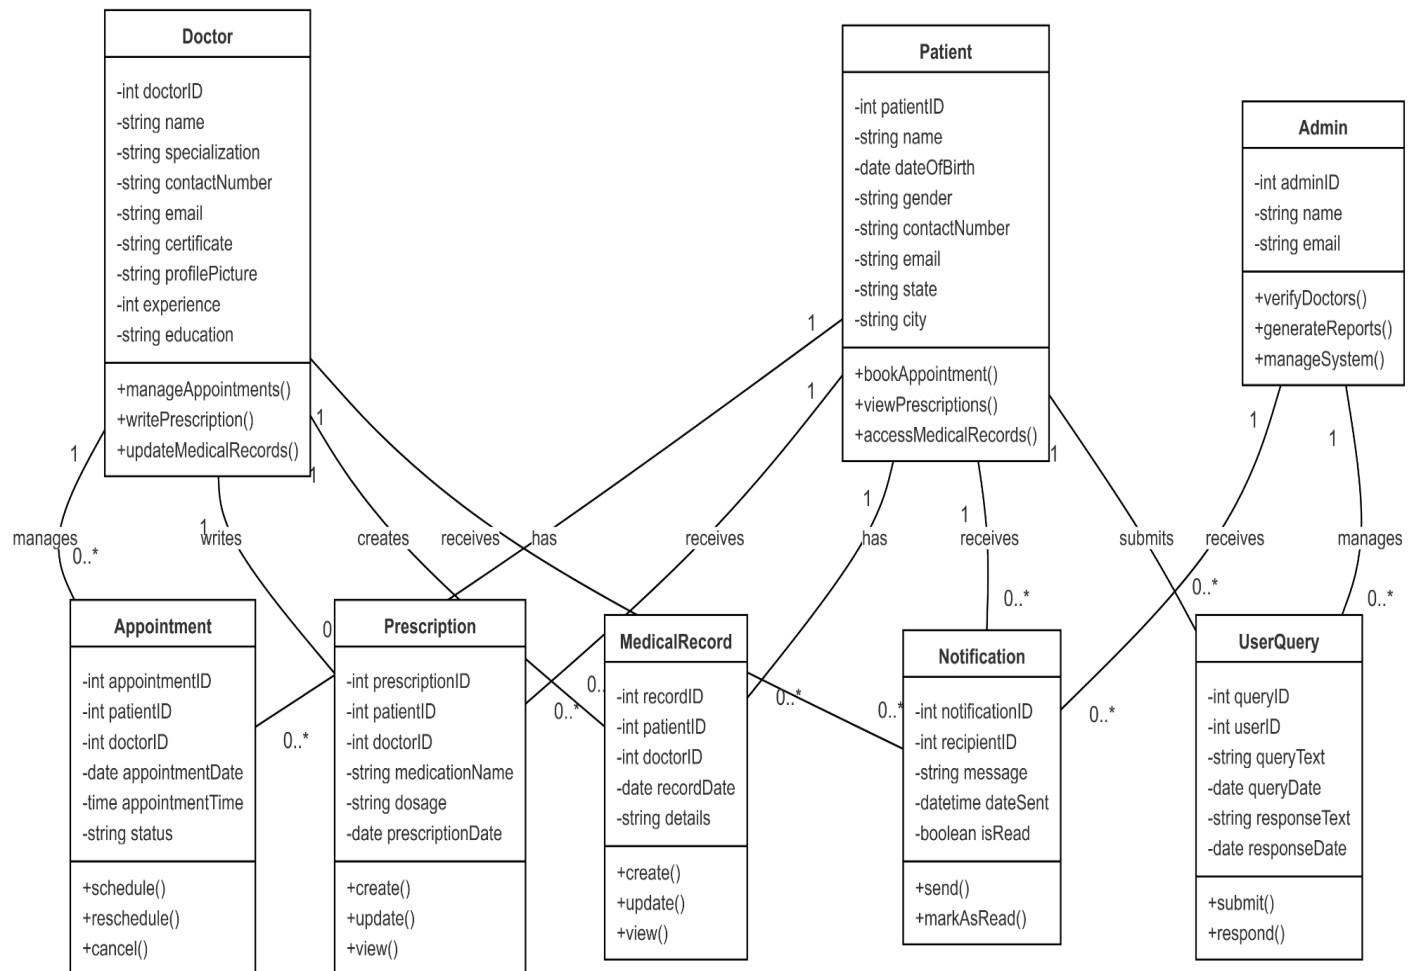 Doctor
-int doctorID
-string name
-string specialization
-string contactNumber
-string email
-string certificate
-string profilePicture
-int experience
-string education
+manageAppointments()
+writePrescription()
+updateMedicalRecords()
Patient
-int patientID
-string name
-date dateOfBirth
-string gender
-string contactNumber
-string email
-string state
-string city
+bookAppointment()
+viewPrescriptions()
+accessMedicalRecords()
Admin
-int adminID
-string name
-string email
+verifyDoctors()
+generateReports()
+manageSystem()
1
1
1
1
1
1
1
1
1
1
1
1
manages
writes
creates
receives
has
receives
has
receives
submits
receives
manages
0..*
0
0..*
0..*
0..
0..*
0..*
0..*
0..*
0..*
0..*
Appointment
-int appointmentID
-int patientID
-int doctorID
-date appointmentDate
-time appointmentTime
-string status
+schedule()
+reschedule()
+cancel()
Prescription
-int prescriptionID
-int patientID
-int doctorID
-string medicationName
-string dosage
-date prescriptionDate
+create()
+update()
+view()
MedicalRecord
-int recordID
-int patientID
-int doctorID
-date recordDate
-string details
+create()
+update()
+view()
Notification
-int notificationID
-int recipientID
-string message
-datetime dateSent
-boolean isRead
+send()
+markAsRead()
UserQuery
-int queryID
-int userID
-string queryText
-date queryDate
-string responseText
-date responseDate
+submit()
+respond()